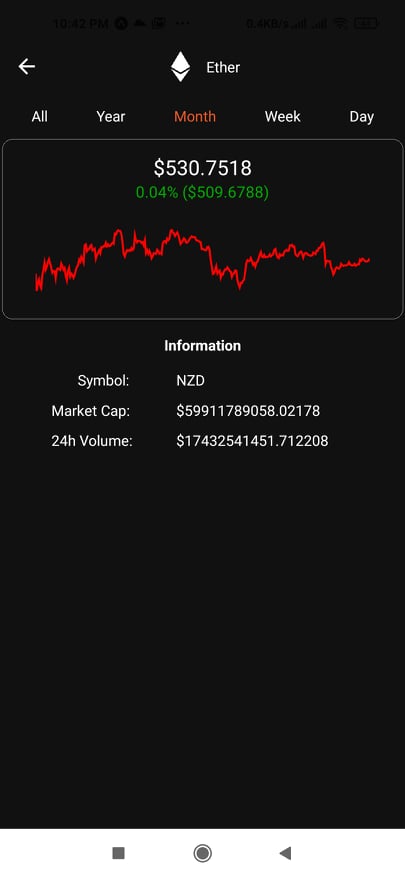 10:42 PM ... 0.4KB/s
Ether
All Year Month Week Day
$530.7518
0.04% ($509.6788)
Information
Symbol: NZD
Market Cap: $59911789058.02178
24h Volume: $17432541451.712208